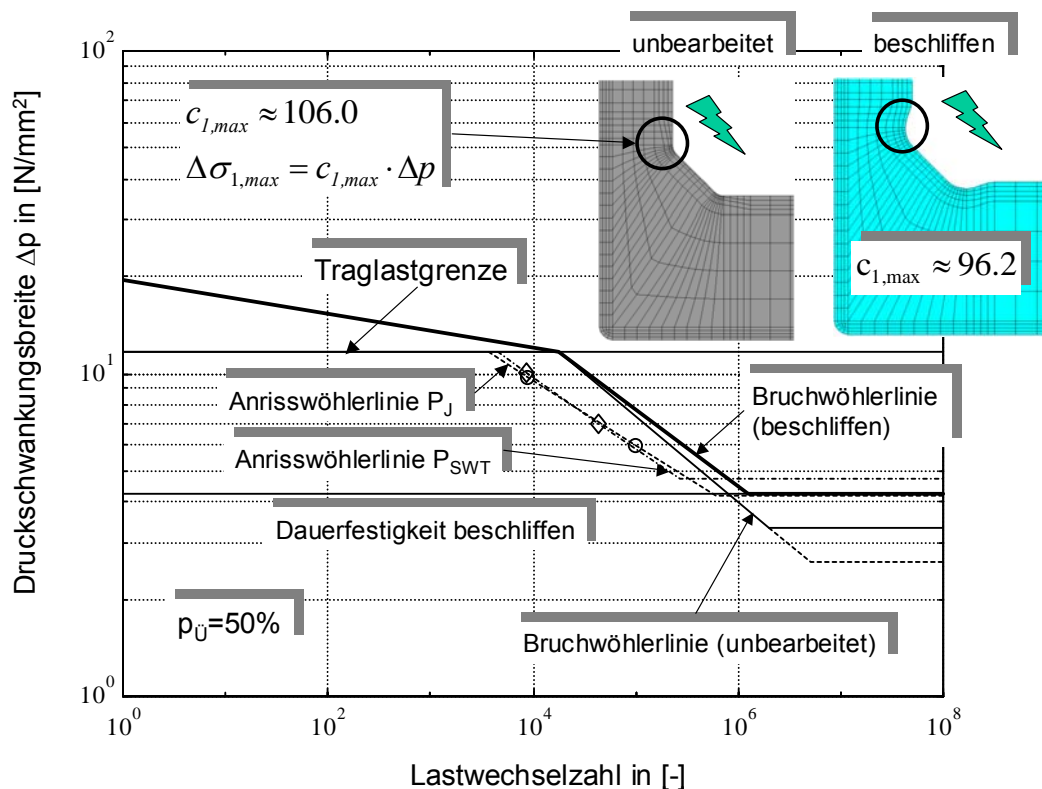 unbearbeitet
beschliffen
c1,max ≈ 106.0
Δσ1,max = c1,max · Δp
c1,max ≈ 96.2
Traglastgrenze
Anrisswöhlerlinie PJ
Bruchwöhlerlinie
(beschliffen)
Anrisswöhlerlinie PSWT
Dauerfestigkeit beschliffen
pÜ=50%
Bruchwöhlerlinie (unbearbeitet)
Druckschwankungsbreite Δp in [N/mm²]
10²
10¹
10⁰
10⁰ 10² 10⁴ 10⁶ 10⁸
Lastwechselzahl in [-]